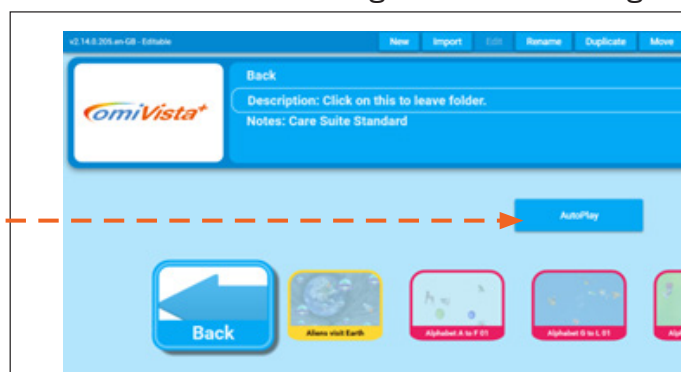 v2.14.0.205.en-GB - Editable New Import Edit Rename Duplicate Move
Back
Description: Click on this to leave folder.
Notes: Care Suite Standard
omiVista+
AutoPlay
Back
Aliens visit Earth
Alphabet A to F 01
Alphabet G to L 01